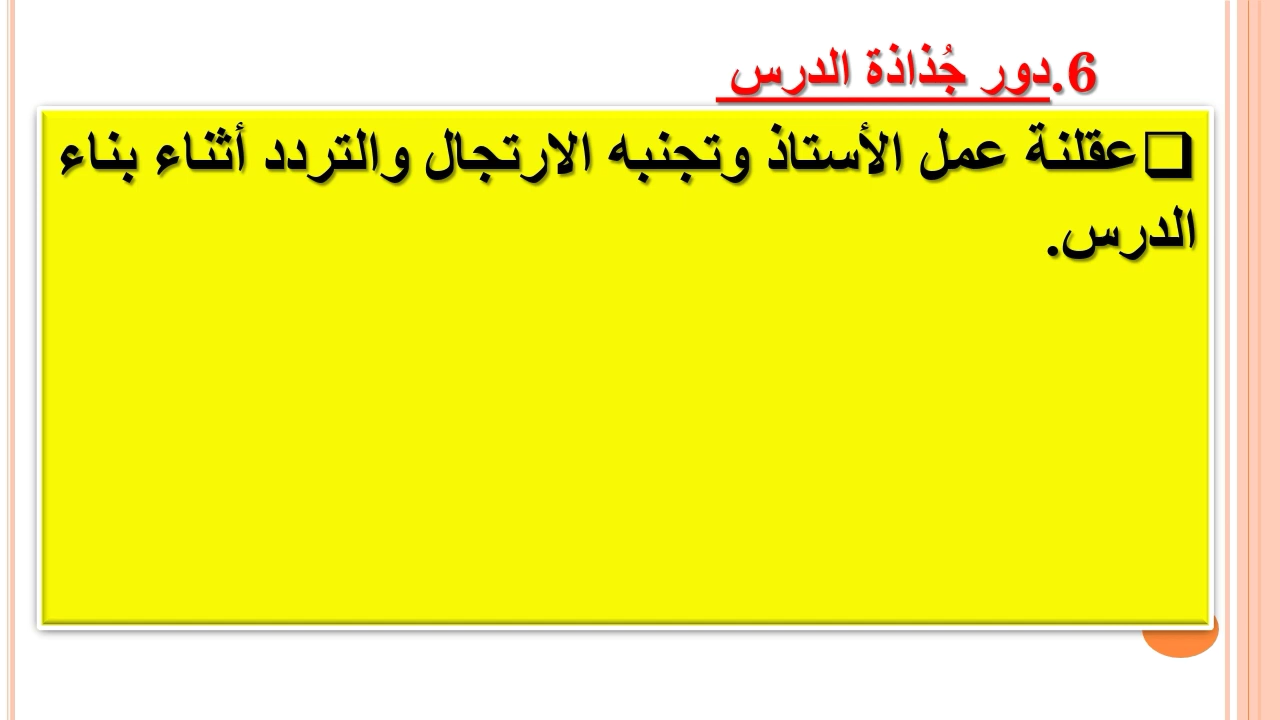 6.دور جُذاذة الدرس
❑عقلنة عمل الأستاذ وتجنبه الارتجال والتردد أثناء بناء
الدرس.